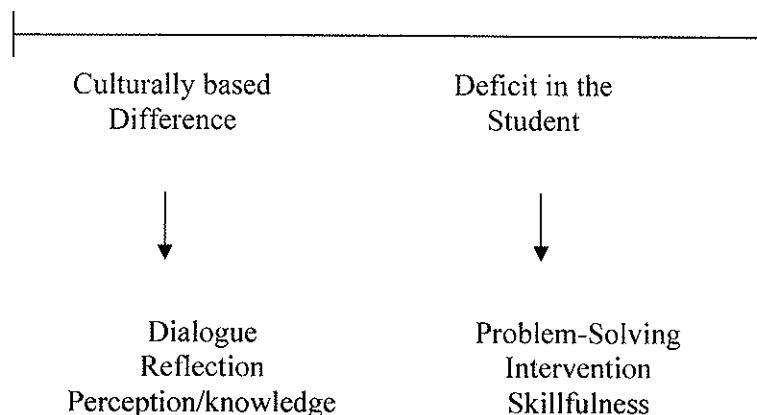 Culturally based
Difference
Deficit in the
Student
Dialogue
Reflection
Perception/knowledge
Problem-Solving
Intervention
Skillfulness